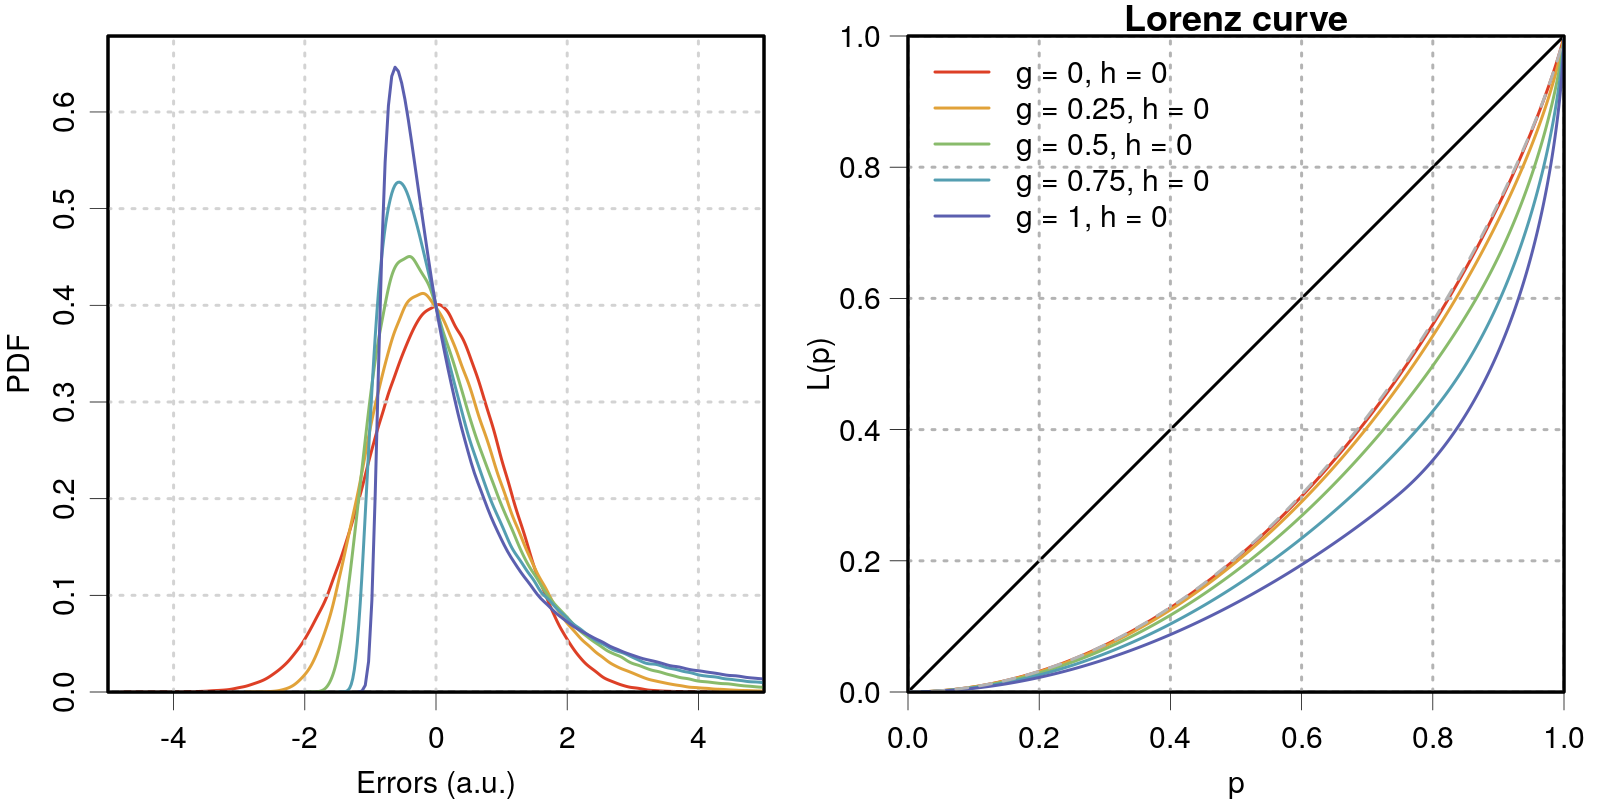 PDF
0.6
0.5
0.4
0.3
0.2
0.1
0.0
-4 -2 0 2 4
Errors (a.u.)
Lorenz curve
g = 0, h = 0
g = 0.25, h = 0
g = 0.5, h = 0
g = 0.75, h = 0
g = 1, h = 0
L(p)
1.0
0.8
0.6
0.4
0.2
0.0
0.0 0.2 0.4 0.6 0.8 1.0
p